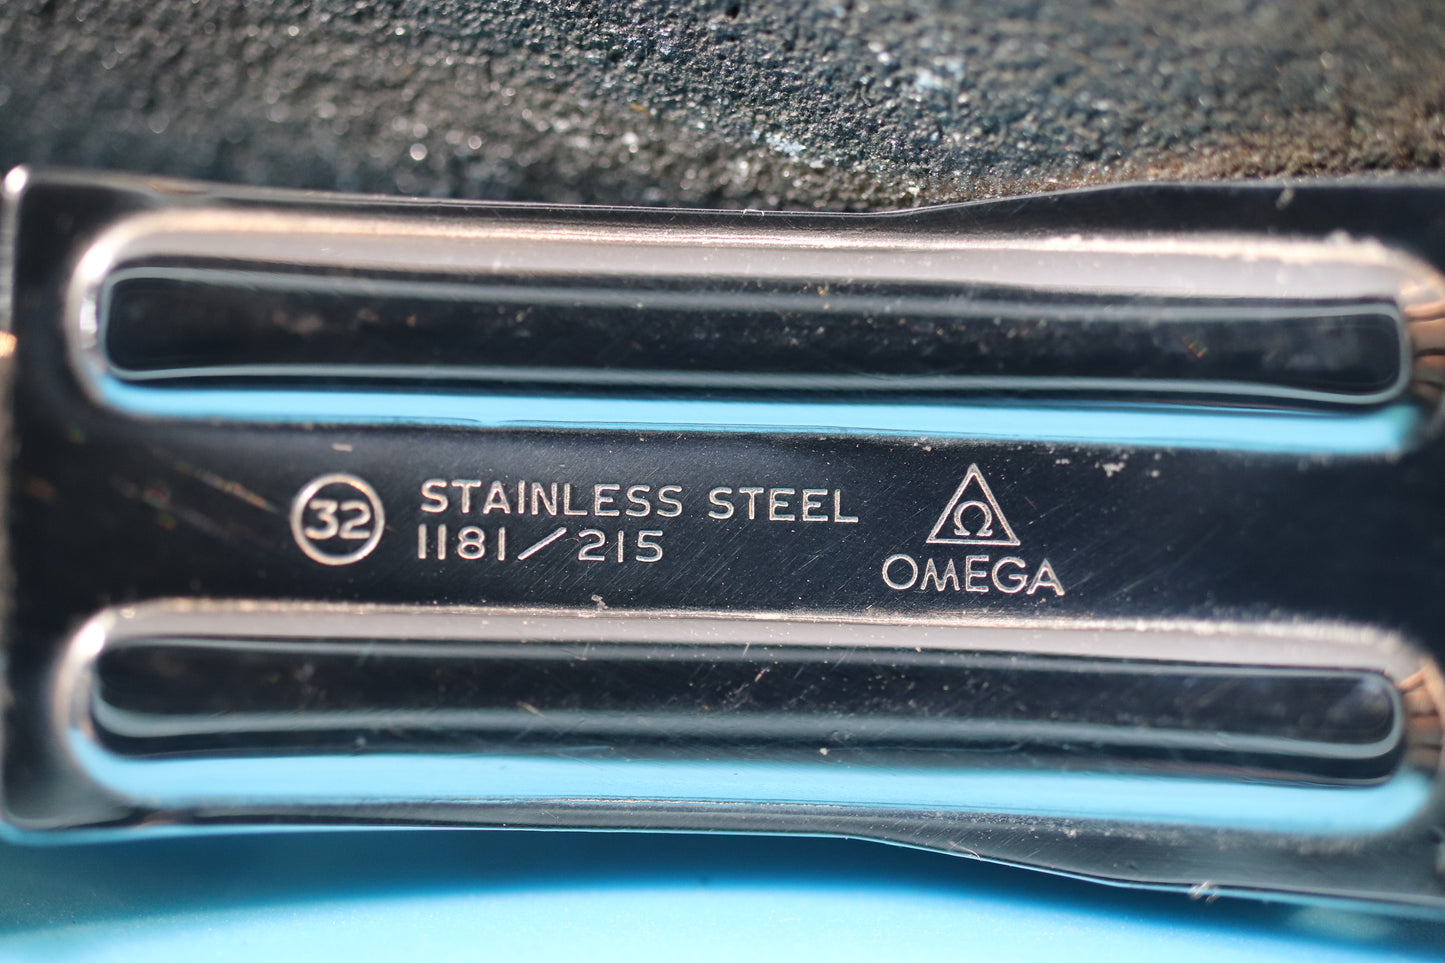 32
STAINLESS STEEL
1181/215
Ω
OMEGA